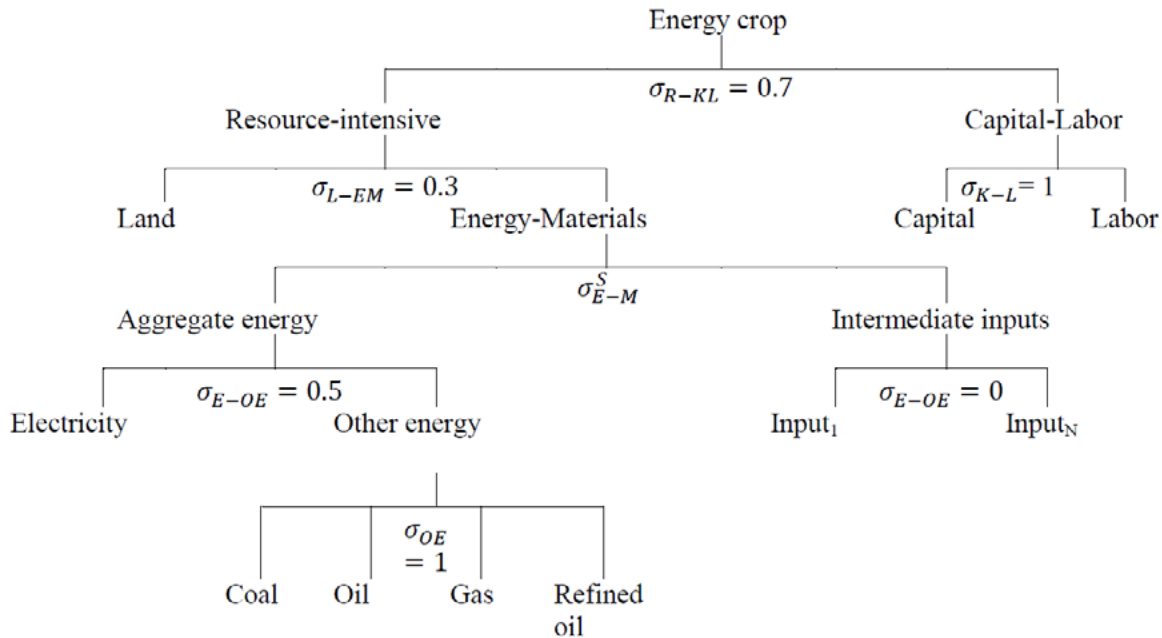 Energy crop
σ_{R−KL} = 0.7
Resource-intensive
Capital-Labor
σ_{L−EM} = 0.3
σ_{K−L}= 1
Land
Energy-Materials
Capital
Labor
σ^S_{E−M}
Aggregate energy
Intermediate inputs
σ_{E−OE} = 0.5
σ_{E−OE} = 0
Electricity
Other energy
Input₁
Input_N
σ_{OE}
= 1
Coal
Oil
Gas
Refined
oil